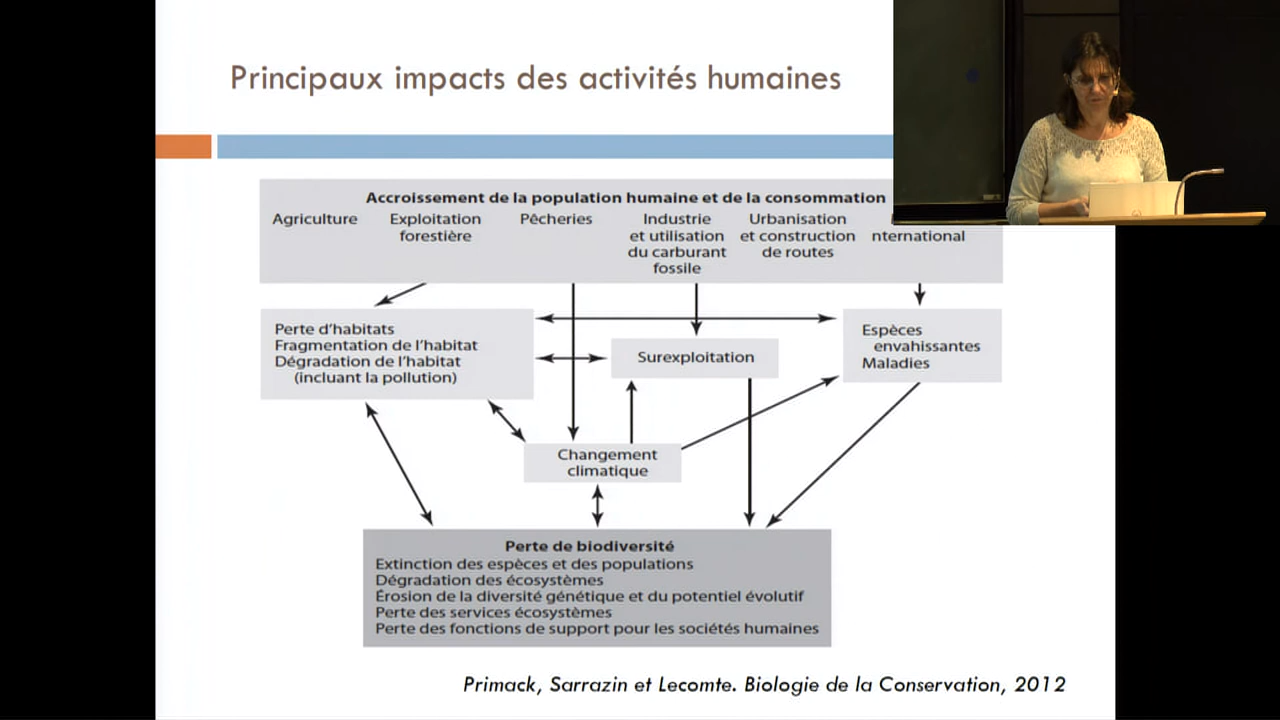 Principaux impacts des activités humaines
Accroissement de la population humaine et de la consommation
Agriculture
Exploitation
forestière
Pêcheries
Industrie
et utilisation
du carburant
fossile
Urbanisation
et construction
de routes
nternational
Perte d'habitats
Fragmentation de l'habitat
Dégradation de l'habitat
(incluant la pollution)
Surexploitation
Espèces
envahissantes
Maladies
Changement
climatique
Perte de biodiversité
Extinction des espèces et des populations
Dégradation des écosystèmes
Érosion de la diversité génétique et du potentiel évolutif
Perte des services écosystèmes
Perte des fonctions de support pour les sociétés humaines
Primack, Sarrazin et Lecomte. Biologie de la Conservation, 2012